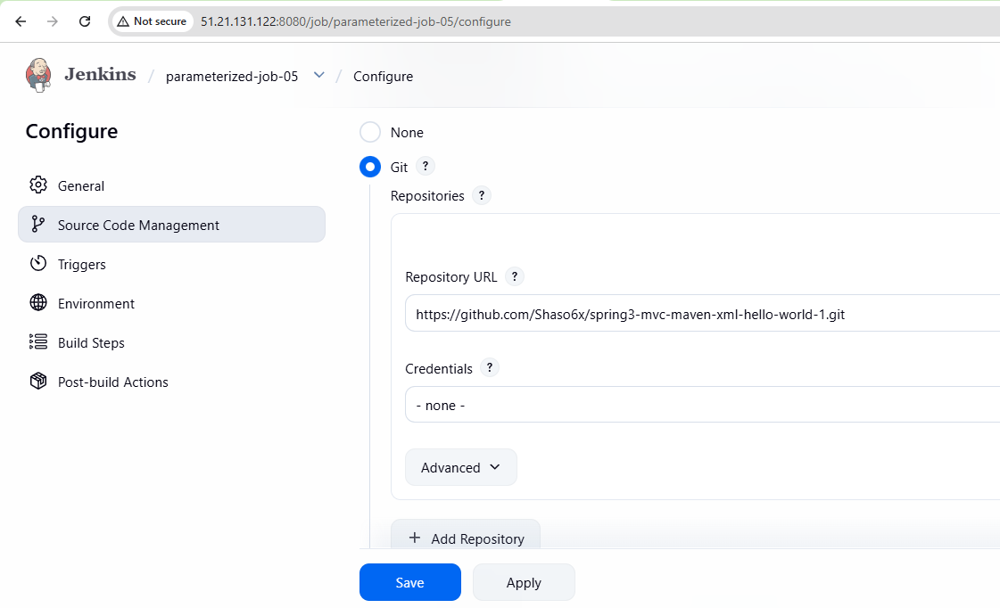 Not secure 51.21.131.122:8080/job/parameterized-job-05/configure
Jenkins / parameterized-job-05 / Configure
Configure
General
Source Code Management
Triggers
Environment
Build Steps
Post-build Actions
None
Git ?
Repositories ?
Repository URL ?
https://github.com/Shaso6x/spring3-mvc-maven-xml-hello-world-1.git
Credentials ?
- none -
Advanced
+ Add Repository
Save Apply